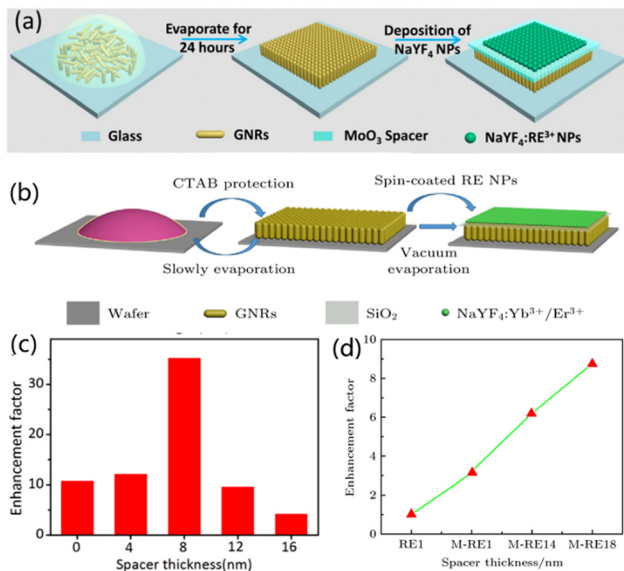 (a)
Evaporate for
24 hours
Deposition of
NaYF₄ NPs
Glass
GNRs
MoO₃ Spacer
NaYF₄:RE³⁺ NPs
(b)
CTAB protection
Spin-coated RE NPs
Slowly evaporation
Vacuum
evaporation
Wafer
GNRs
SiO₂
NaYF₄:Yb³⁺/Er³⁺
(c)
Enhancement factor
30
20
10
0
0 4 8 12 16
Spacer thickness(nm)
(d)
Enhancement factor
10
8
6
4
2
0
RE1 M-RE1 M-RE14 M-RE18
Spacer thickness/nm